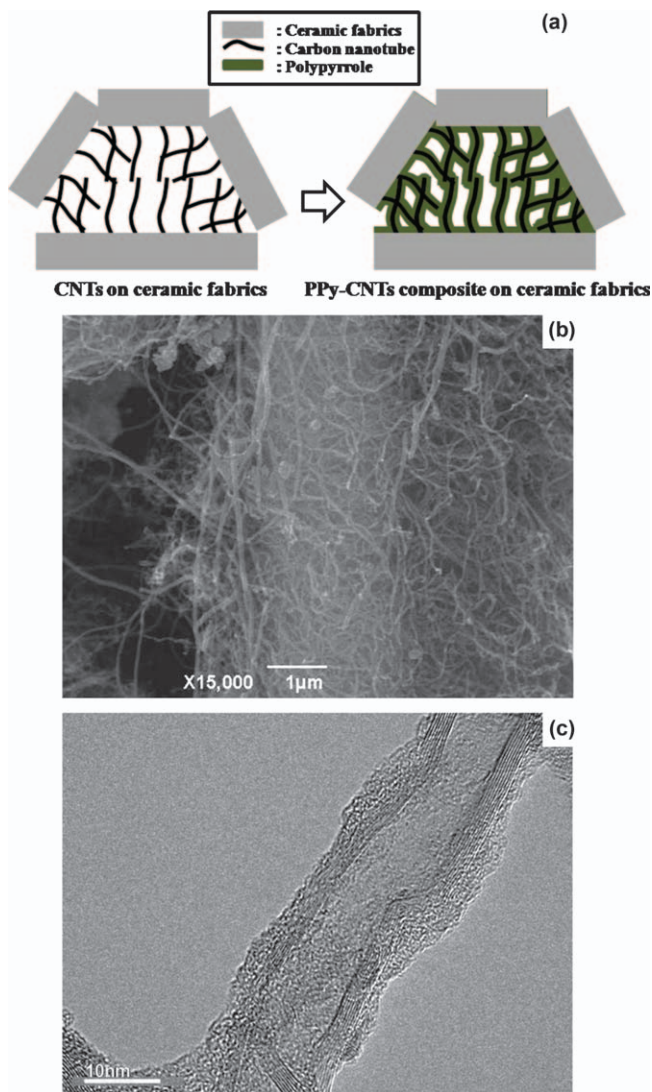 (a)
: Ceramic fabrics
: Carbon nanotube
: Polypyrrole
CNTs on ceramic fabrics
PPy-CNTs composite on ceramic fabrics
(b)
X15,000
1μm
(c)
10nm